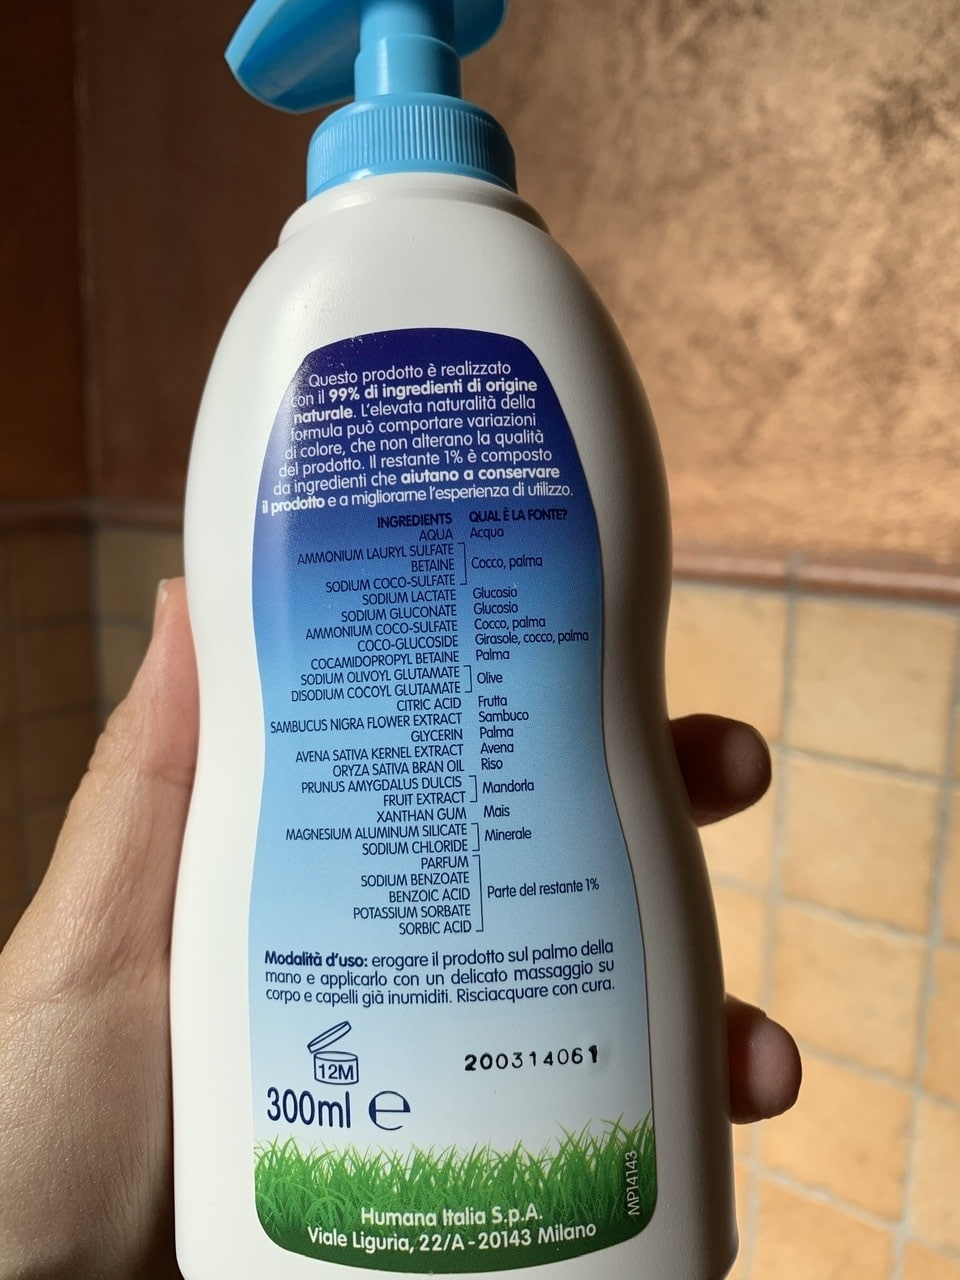 Questo prodotto è realizzato
con il 99% di ingredienti di origine
naturale. L'elevata naturalità della
formula può comportare variazioni
di colore, che non alterano la qualità
del prodotto. Il restante 1% è composto
da ingredienti che aiutano a conservare
il prodotto e a migliorarne l'esperienza di utilizzo.
INGREDIENTS QUAL È LA FONTE?
AQUA Acqua
AMMONIUM LAURYL SULFATE
BETAINE Cocco, palma
SODIUM COCO-SULFATE
SODIUM LACTATE Glucosio
SODIUM GLUCONATE Glucosio
AMMONIUM COCO-SULFATE Cocco, palma
COCO-GLUCOSIDE Girasole, cocco, palma
COCAMIDOPROPYL BETAINE Palma
SODIUM OLIVOYL GLUTAMATE Olive
DISODIUM COCOYL GLUTAMATE
CITRIC ACID Frutta
SAMBUCUS NIGRA FLOWER EXTRACT Sambuco
GLYCERIN Palma
AVENA SATIVA KERNEL EXTRACT Avena
ORYZA SATIVA BRAN OIL Riso
PRUNUS AMYGDALUS DULCIS Mandorla
FRUIT EXTRACT
XANTHAN GUM Mais
MAGNESIUM ALUMINUM SILICATE Minerale
SODIUM CHLORIDE
PARFUM
SODIUM BENZOATE
BENZOIC ACID Parte del restante 1%
POTASSIUM SORBATE
SORBIC ACID
Modalità d'uso: erogare il prodotto sul palmo della
mano e applicarlo con un delicato massaggio su
corpo e capelli già inumiditi. Risciacquare con cura.
12M
200314061
300ml e
MP14143
Humana Italia S.p.A.
Viale Liguria, 22/A - 20143 Milano